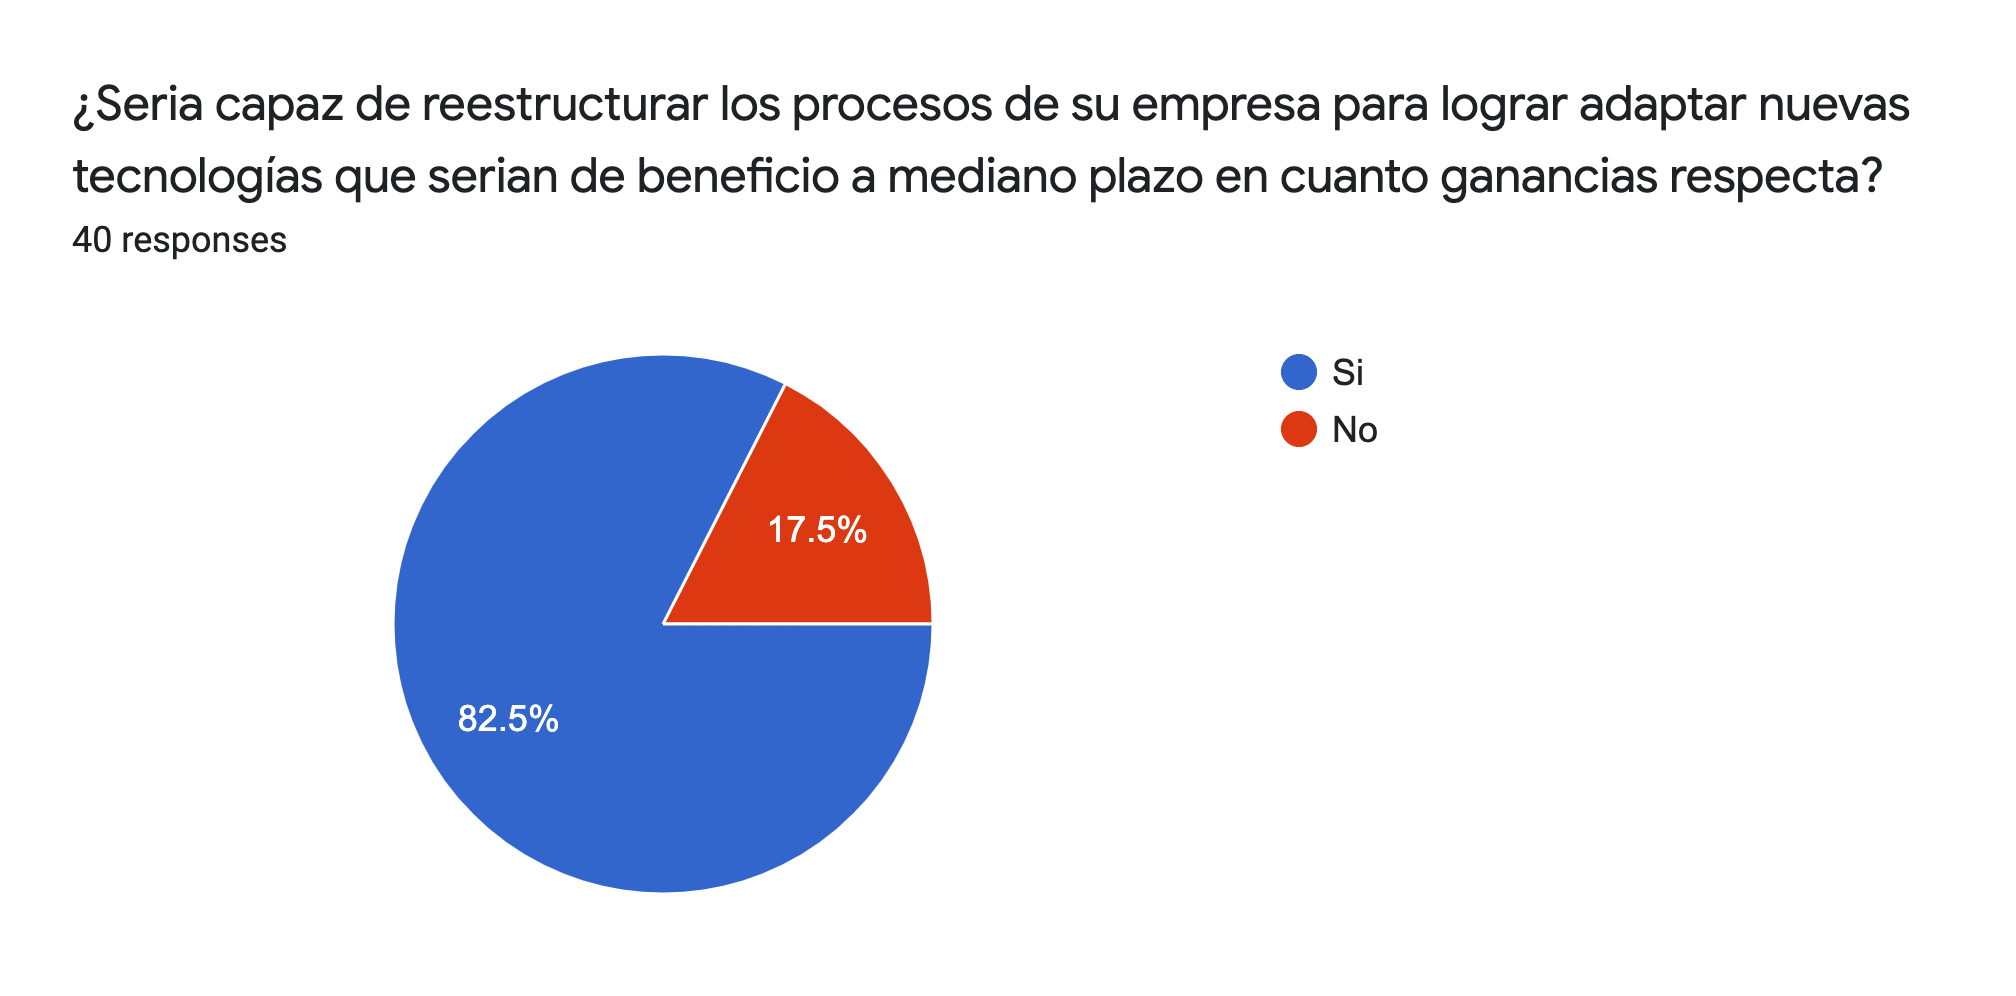 ¿Seria capaz de reestructurar los procesos de su empresa para lograr adaptar nuevas
tecnologías que serian de beneficio a mediano plazo en cuanto ganancias respecta?
40 responses
Si
No
17.5%
82.5%